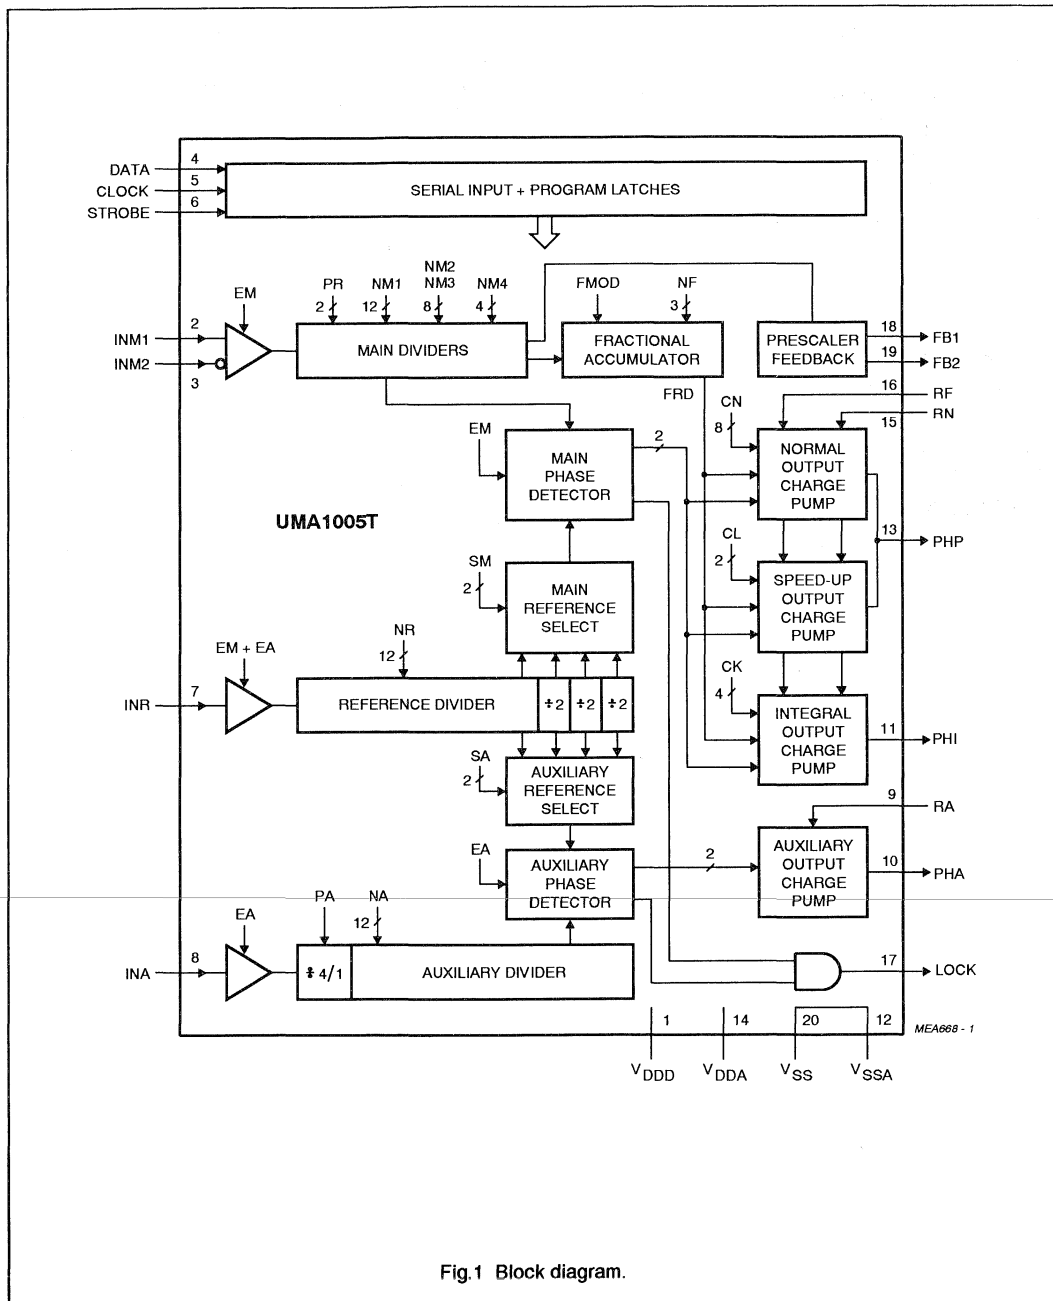 DATA 4
CLOCK 5
STROBE 6
SERIAL INPUT + PROGRAM LATCHES
EM
PR
2
NM1
12
NM2
NM3
8
NM4
4
FMOD
NF
3
INM1 2
INM2
3
MAIN DIVIDERS
FRACTIONAL
ACCUMULATOR
PRESCALER
FEEDBACK
18 FB1
19 FB2
16 RF
RN
15
FRD
CN
8
EM
MAIN
PHASE
DETECTOR
2
NORMAL
OUTPUT
CHARGE
PUMP
UMA1005T
13 PHP
SM
2
MAIN
REFERENCE
SELECT
CL
2
SPEED-UP
OUTPUT
CHARGE
PUMP
EM + EA
NR
12
INR 7
REFERENCE DIVIDER
÷2
÷2
÷2
CK
4
INTEGRAL
OUTPUT
CHARGE
PUMP
11 PHI
SA
2
AUXILIARY
REFERENCE
SELECT
9 RA
EA
AUXILIARY
PHASE
DETECTOR
2
AUXILIARY
OUTPUT
CHARGE
PUMP
10 PHA
EA
PA
NA
12
INA 8
÷4/1
AUXILIARY DIVIDER
17 LOCK
1
14
20
12
MEA668 - 1
VDDD
VDDA
VSS
VSSA
Fig.1 Block diagram.